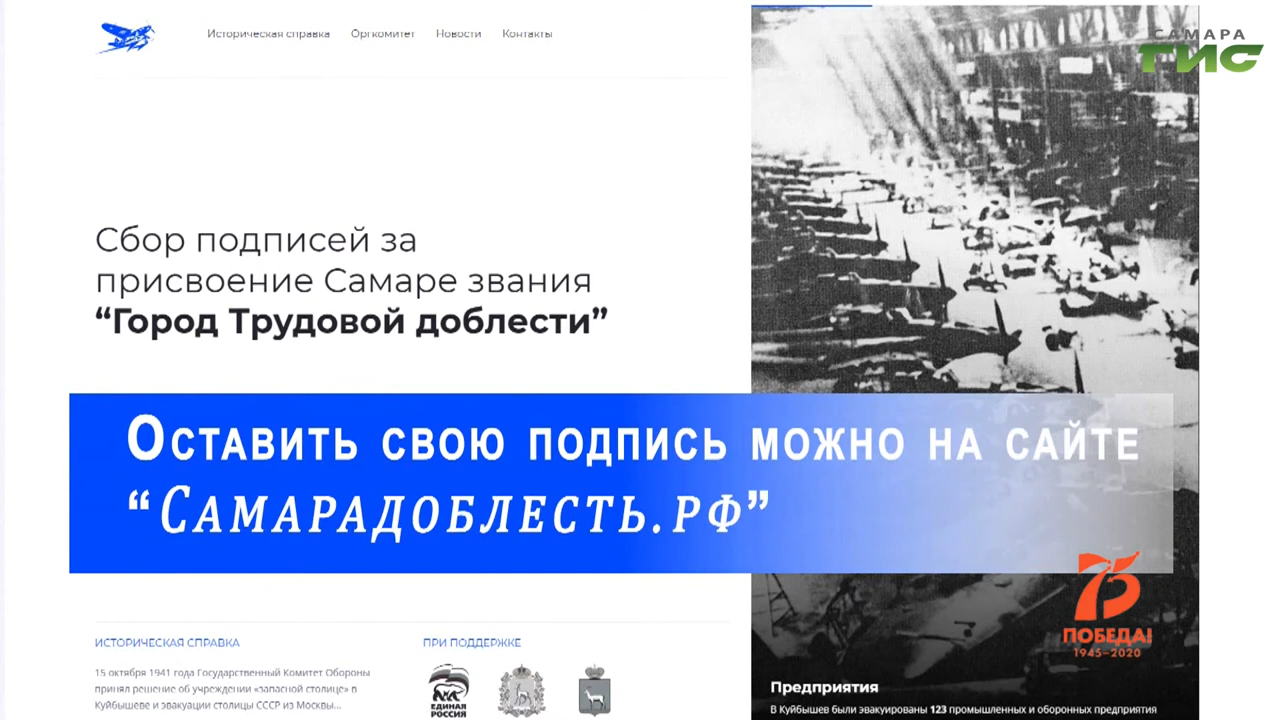 Историческая справка Оргкомитет Новости Контакты
САМАРА
ГИС
Сбор подписей за
присвоение Самаре звания
“Город Трудовой доблести”
Оставить свою подпись можно на сайте
“Самарадоблесть.рф”
75
ПОБЕДА!
1945–2020
ИСТОРИЧЕСКАЯ СПРАВКА
15 октября 1941 года Государственный Комитет Обороны
принял решение об учреждении «запасной столице» в
Куйбышеве и эвакуации столицы СССР из Москвы...
ПРИ ПОДДЕРЖКЕ
ЕДИНАЯ
РОССИЯ
Предприятия
В Куйбышев были эвакуированы 123 промышленных и оборонных предприятия